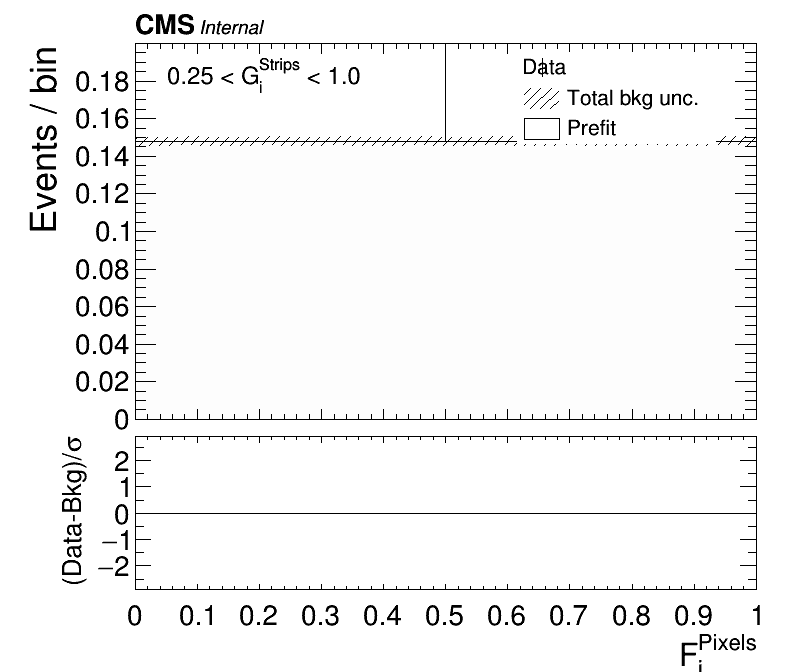 CMS Internal
0.25 < G_i^Strips < 1.0
Data
Total bkg unc.
Prefit
Events / bin
0.18
0.16
0.14
0.12
0.1
0.08
0.06
0.04
0.02
0
(Data-Bkg)/σ
2
1
0
−1
−2
0 0.1 0.2 0.3 0.4 0.5 0.6 0.7 0.8 0.9 1
F_i^Pixels